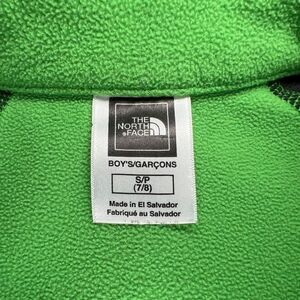 THE
NORTH
FACE
BOY'S/GARÇONS
S/P
(7/8)
Made in El Salvador
Fabriqué au Salvador